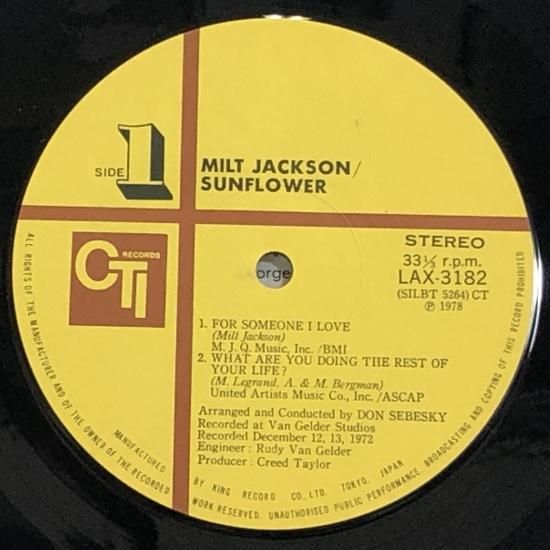 SIDE 1
MILT JACKSON/
SUNFLOWER
CTI RECORDS
STEREO
33⅓ r.p.m.
LAX-3182
(SILBT 5264) CT
Ⓟ 1978
orge
1. FOR SOMEONE I LOVE
(Milt Jackson)
M. J. Q. Music, Inc. /BMI
2. WHAT ARE YOU DOING THE REST OF
YOUR LIFE?
(M. Legrand, A. & M. Bergman)
United Artists Music Co., Inc. /ASCAP
Arranged and Conducted by DON SEBESKY
Recorded at Van Gelder Studios
Recorded December 12, 13, 1972
Engineer : Rudy Van Gelder
Producer : Creed Taylor
ALL RIGHTS OF THE MANUFACTURER AND OF THE OWNER OF THE RECORDED WORK RESERVED. UNAUTHORISED PUBLIC PERFORMANCE, BROADCASTING AND COPYING OF THIS RECORD PROHIBITED
MANUFACTURED BY KING RECORD CO., LTD. TOKYO, JAPAN